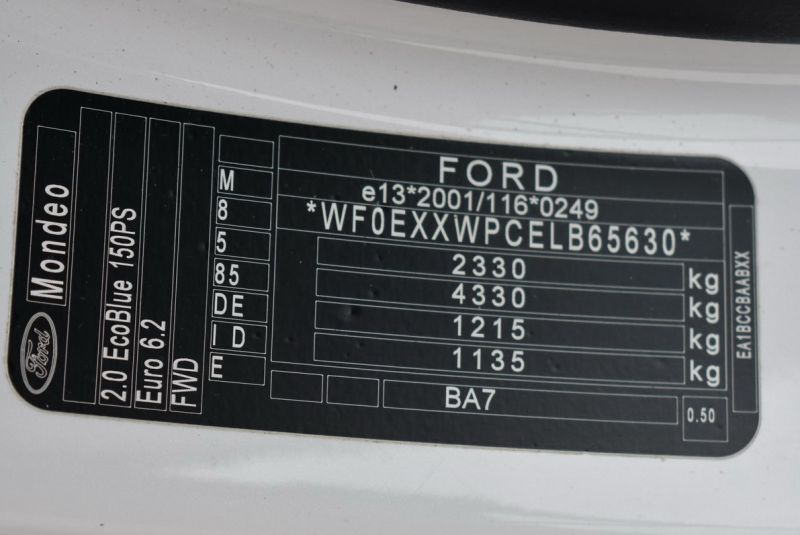 FORD
e13*2001/116*0249
*WF0EXXWPCELB65630*
2330 kg
4330 kg
1215 kg
1135 kg
BA7
0.50
M
8
5
85
DE
I D
E
Ford
Mondeo
2.0 EcoBlue 150PS
Euro 6.2
FWD
EA1BCCBAABXX